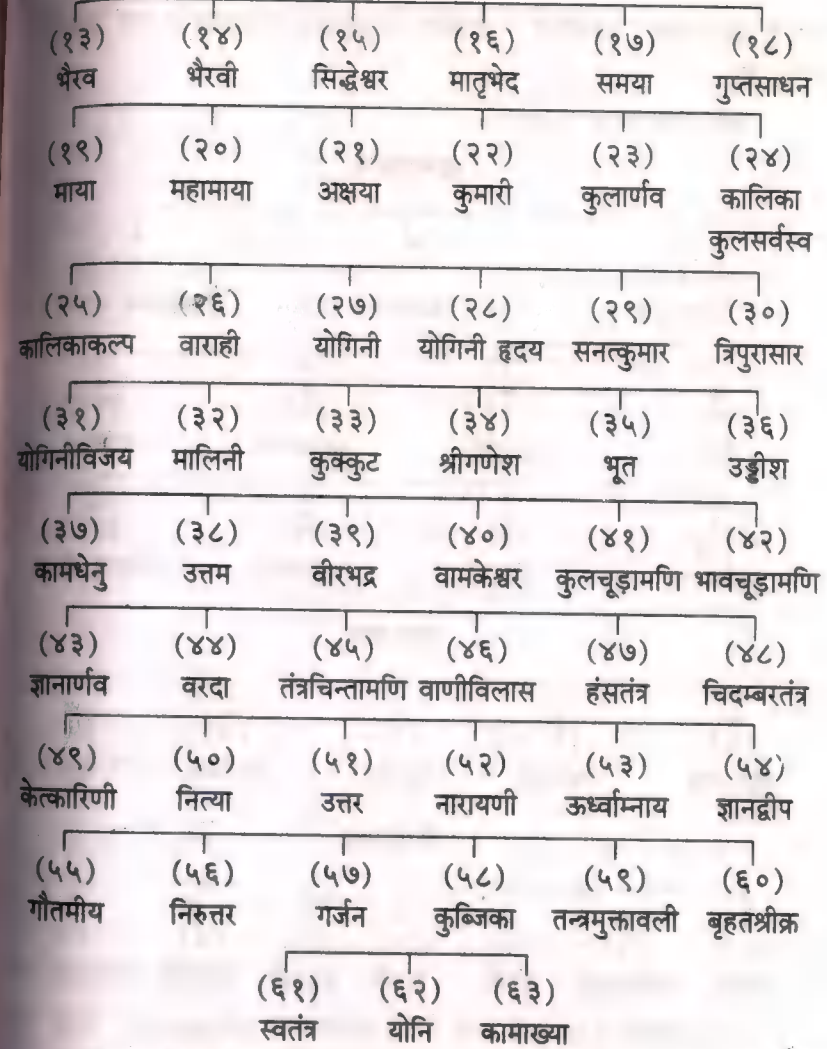 (१३) (१४) (१५) (१६) (१७) (१८)
भैरव भैरवी सिद्धेश्वर मातृभेद समया गुप्तसाधन
(१९) (२०) (२१) (२२) (२३) (२४)
माया महामाया अक्षया कुमारी कुलार्णव कालिका
कुलसर्वस्व
(२५) (२६) (२७) (२८) (२९) (३०)
कालिकाकल्प वाराही योगिनी योगिनी हृदय सनत्कुमार त्रिपुरासार
(३१) (३२) (३३) (३४) (३५) (३६)
योगिनीविजय मालिनी कुक्कुट श्रीगणेश भूत उड्डीश
(३७) (३८) (३९) (४०) (४१) (४२)
कामधेनु उत्तम वीरभद्र वामकेश्वर कुलचूड़ामणि भावचूड़ामणि
(४३) (४४) (४५) (४६) (४७) (४८)
ज्ञानार्णव वरदा तंत्रचिन्तामणि वाणीविलास हंसतंत्र चिदम्बरतंत्र
(४९) (५०) (५१) (५२) (५३) (५४)
केत्कारिणी नित्या उत्तर नारायणी ऊर्ध्वाम्नाय ज्ञानद्वीप
(५५) (५६) (५७) (५८) (५९) (६०)
गौतमीय निरुत्तर गर्जन कुब्जिका तन्त्रमुक्तावली बृहतश्रीक्र
(६१) (६२) (६३)
स्वतंत्र योनि कामाख्या